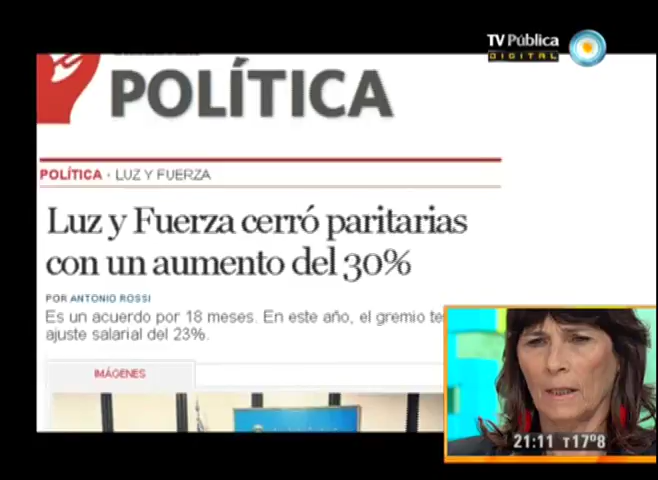 TV Pública
DIGITAL
POLÍTICA
POLÍTICA · LUZ Y FUERZA
Luz y Fuerza cerró paritarias
con un aumento del 30%
POR ANTONIO ROSSI
Es un acuerdo por 18 meses. En este año, el gremio te
ajuste salarial del 23%.
IMÁGENES
21:11 T17°8